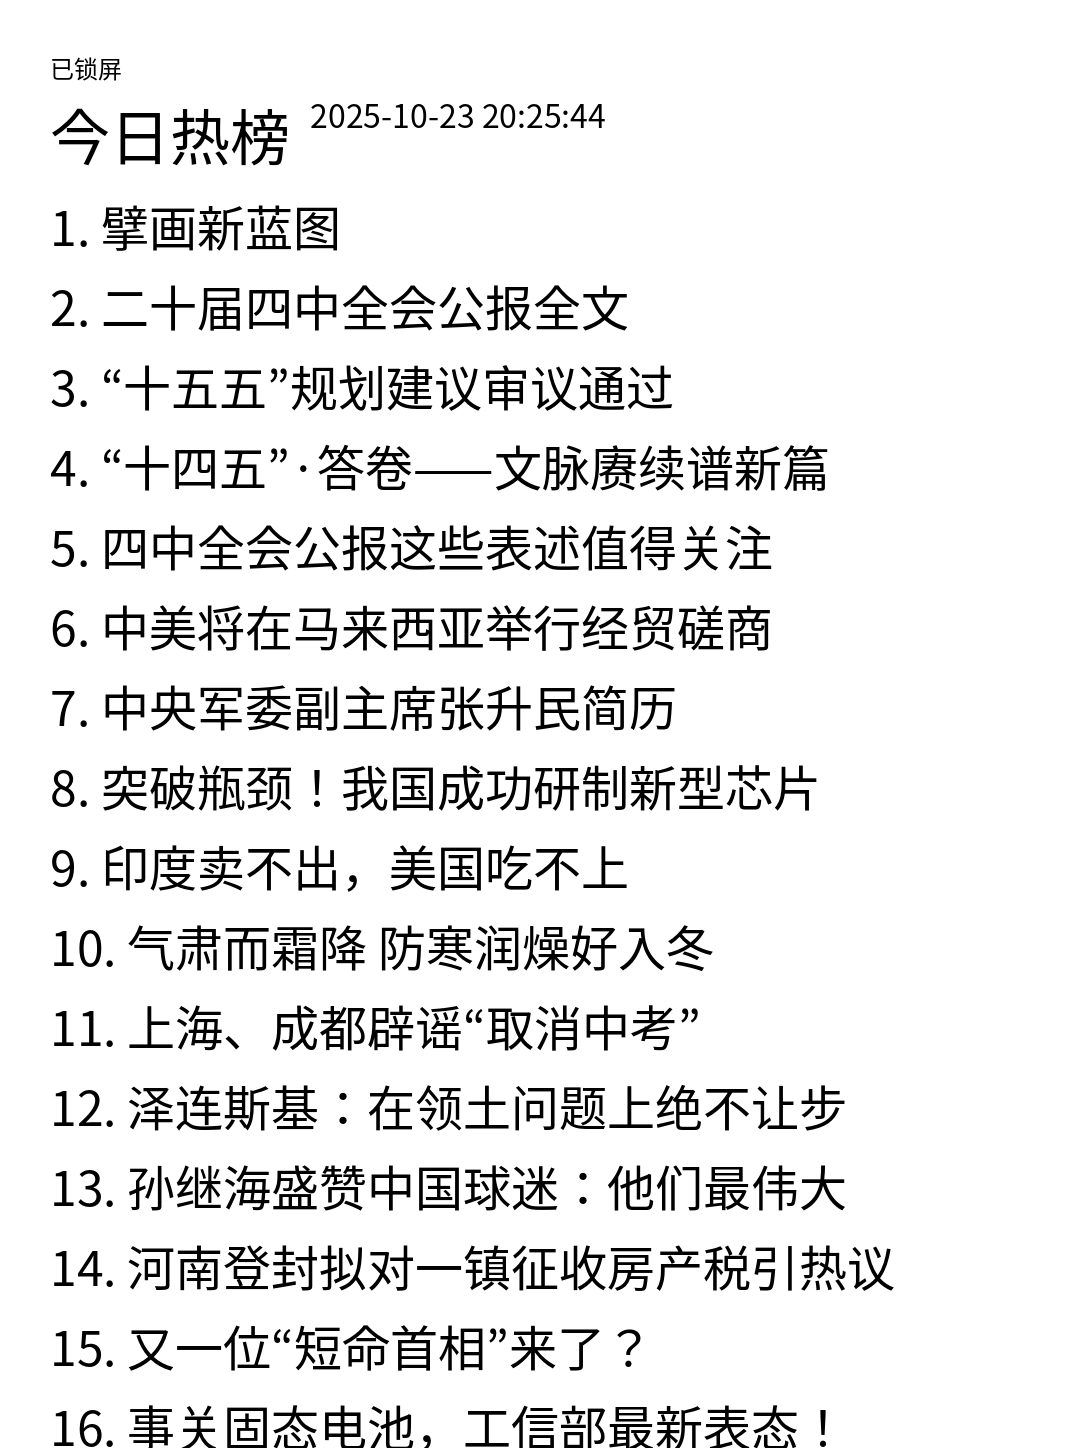 已锁屏
今日热榜 2025-10-23 20:25:44
1. 擘画新蓝图
2. 二十届四中全会公报全文
3. “十五五”规划建议审议通过
4. “十四五”·答卷——文脉赓续谱新篇
5. 四中全会公报这些表述值得关注
6. 中美将在马来西亚举行经贸磋商
7. 中央军委副主席张升民简历
8. 突破瓶颈！我国成功研制新型芯片
9. 印度卖不出，美国吃不上
10. 气肃而霜降 防寒润燥好入冬
11. 上海、成都辟谣“取消中考”
12. 泽连斯基：在领土问题上绝不让步
13. 孙继海盛赞中国球迷：他们最伟大
14. 河南登封拟对一镇征收房产税引热议
15. 又一位“短命首相”来了？
16. 事关固态电池，工信部最新表态！